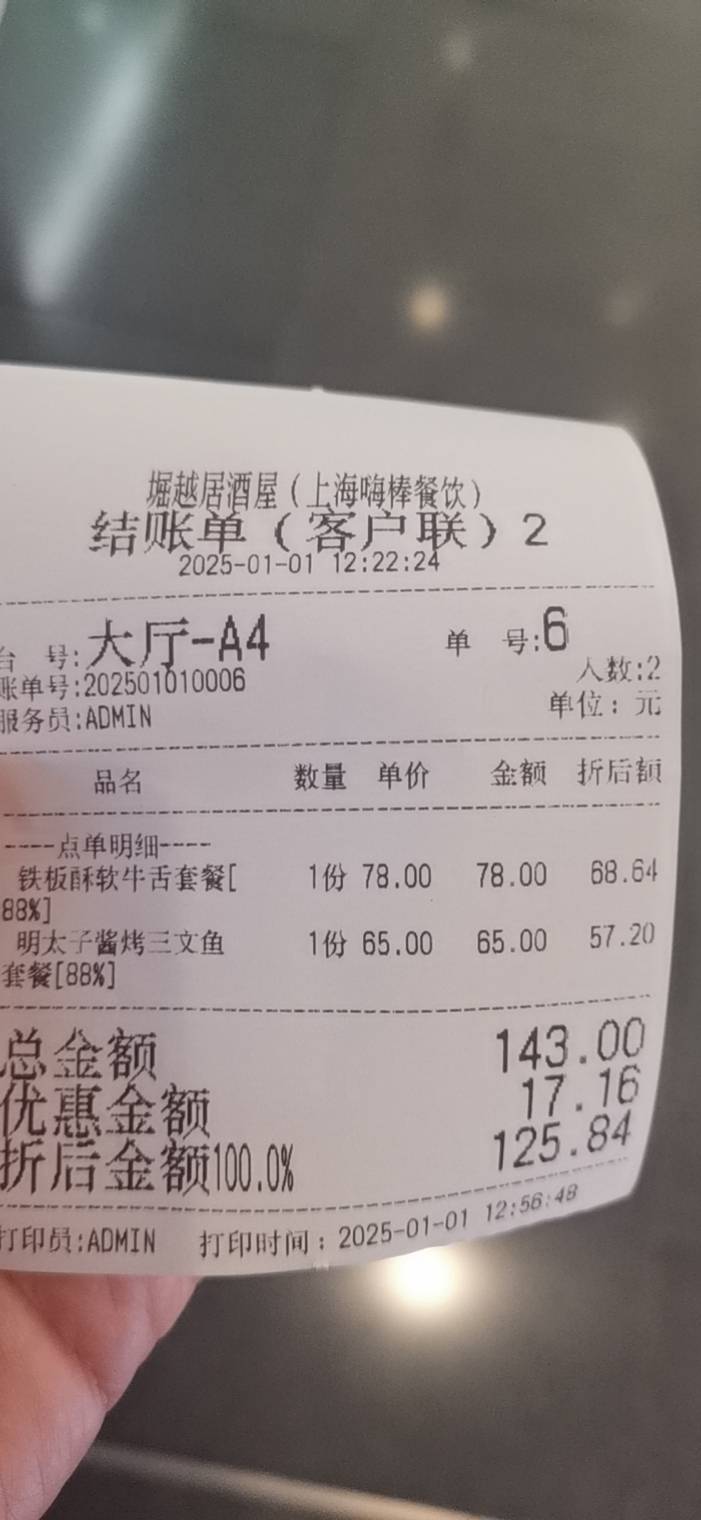 堀越居酒屋（上海嗨棒餐饮）
结账单（客户联）2
2025-01-01 12:22:24
台 号:大厅-A4 单 号:6
账单号:202501010006 人数:2
服务员:ADMIN 单位：元
品名 数量 单价 金额 折后额
----点单明细----
铁板酥软牛舌套餐[ 1份 78.00 78.00 68.64
88%]
明太子酱烤三文鱼 1份 65.00 65.00 57.20
套餐[88%]
总金额 143.00
优惠金额 17.16
折后金额100.0% 125.84
打印员:ADMIN 打印时间：2025-01-01 12:56:48